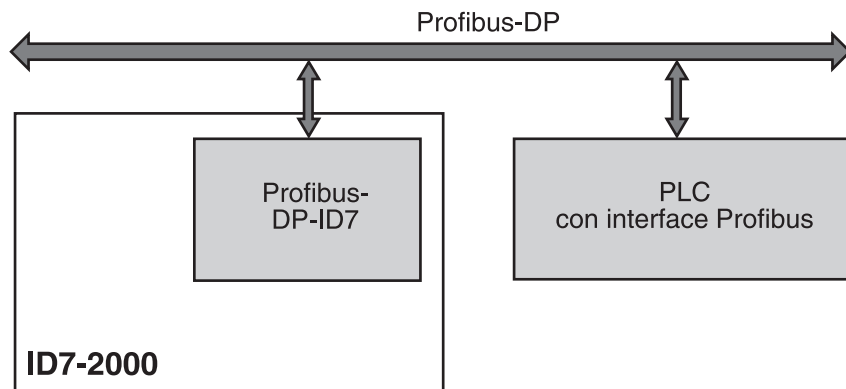 Profibus-DP
Profibus-
DP-ID7
PLC
con interface Profibus
ID7-2000